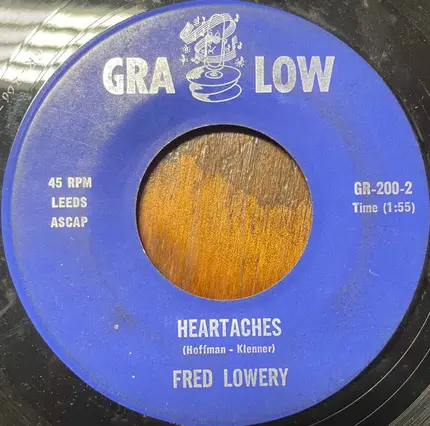 GRA LOW
45 RPM
LEEDS
ASCAP
GR-200-2
Time (1:55)
HEARTACHES
(Hoffman - Klenner)
FRED LOWERY